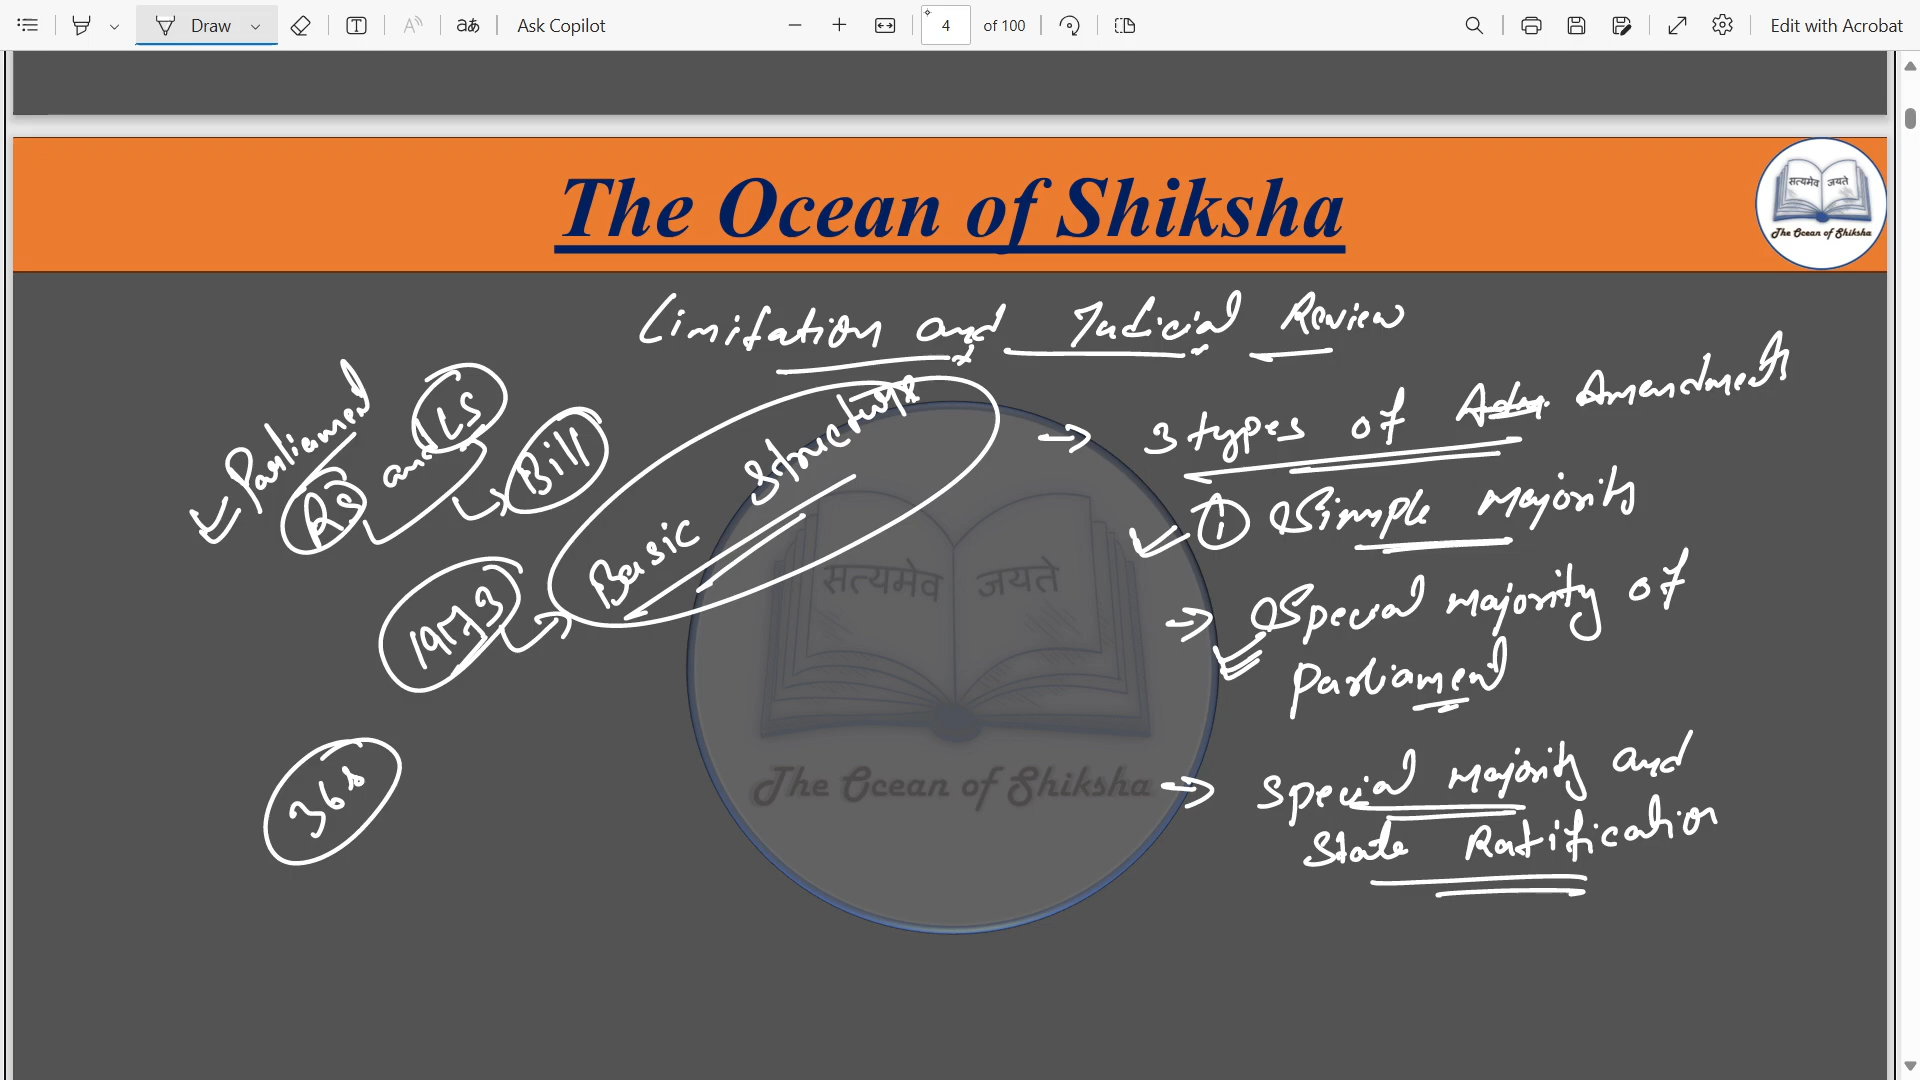 Draw
Ask Copilot
4
of 100
Edit with Acrobat
The Ocean of Shiksha
सत्यमेव जयते
The Ocean of Shiksha
Limitation and Judicial Review
Parliament
RS and LS
Bill
Basic Structure
1973
368
3 types of Amendments
① Simple Majority
Special majority of
Parliament
Special Majority and
State Ratification
सत्यमेव जयते
The Ocean of Shiksha